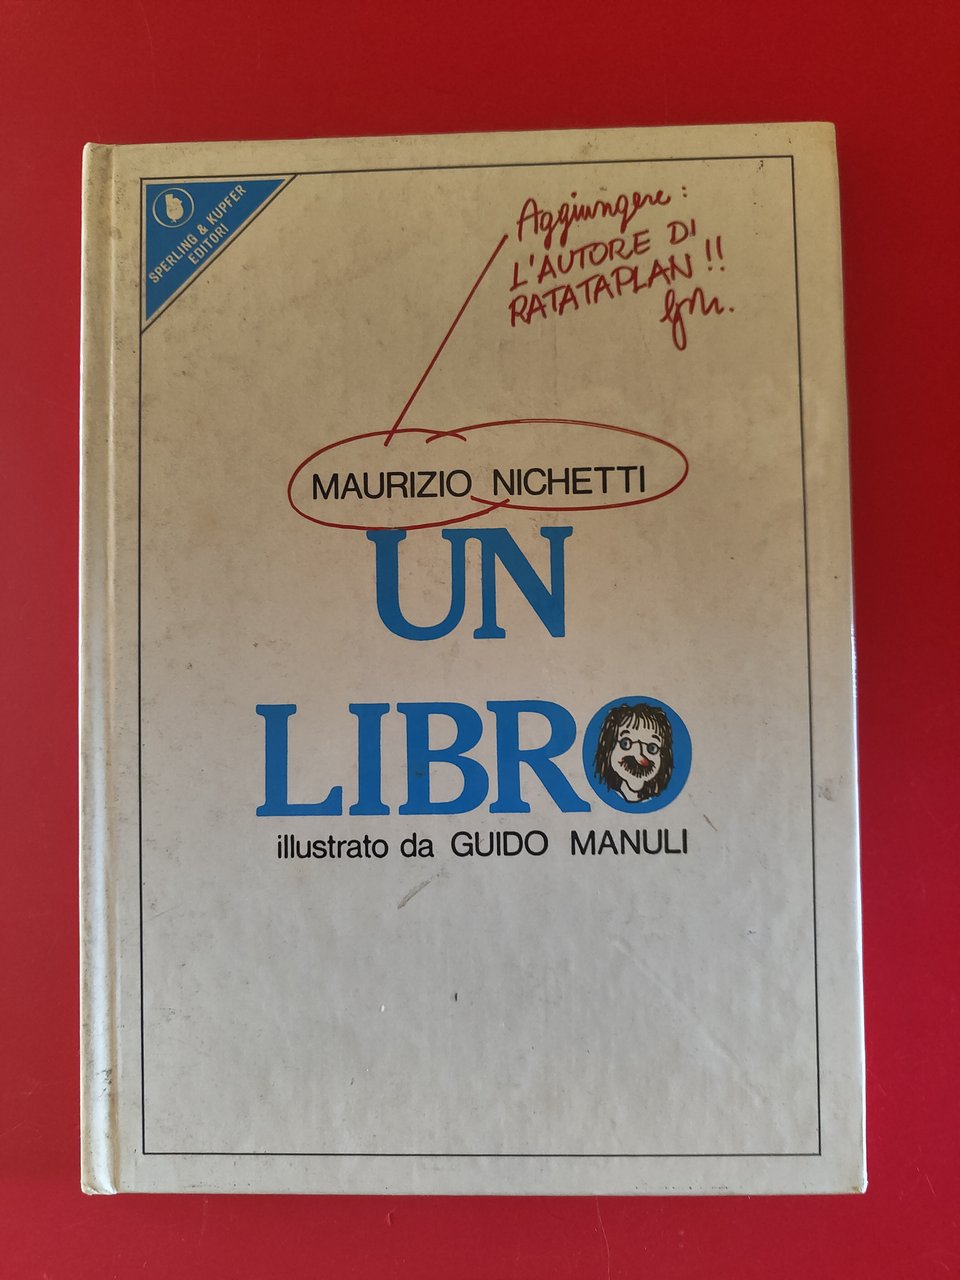 SPERLING & KUPFER
EDITORI
Aggiungere:
L'AUTORE DI
RATATAPLAN!!
MAURIZIO NICHETTI
UN
LIBRO
illustrato da GUIDO MANULI